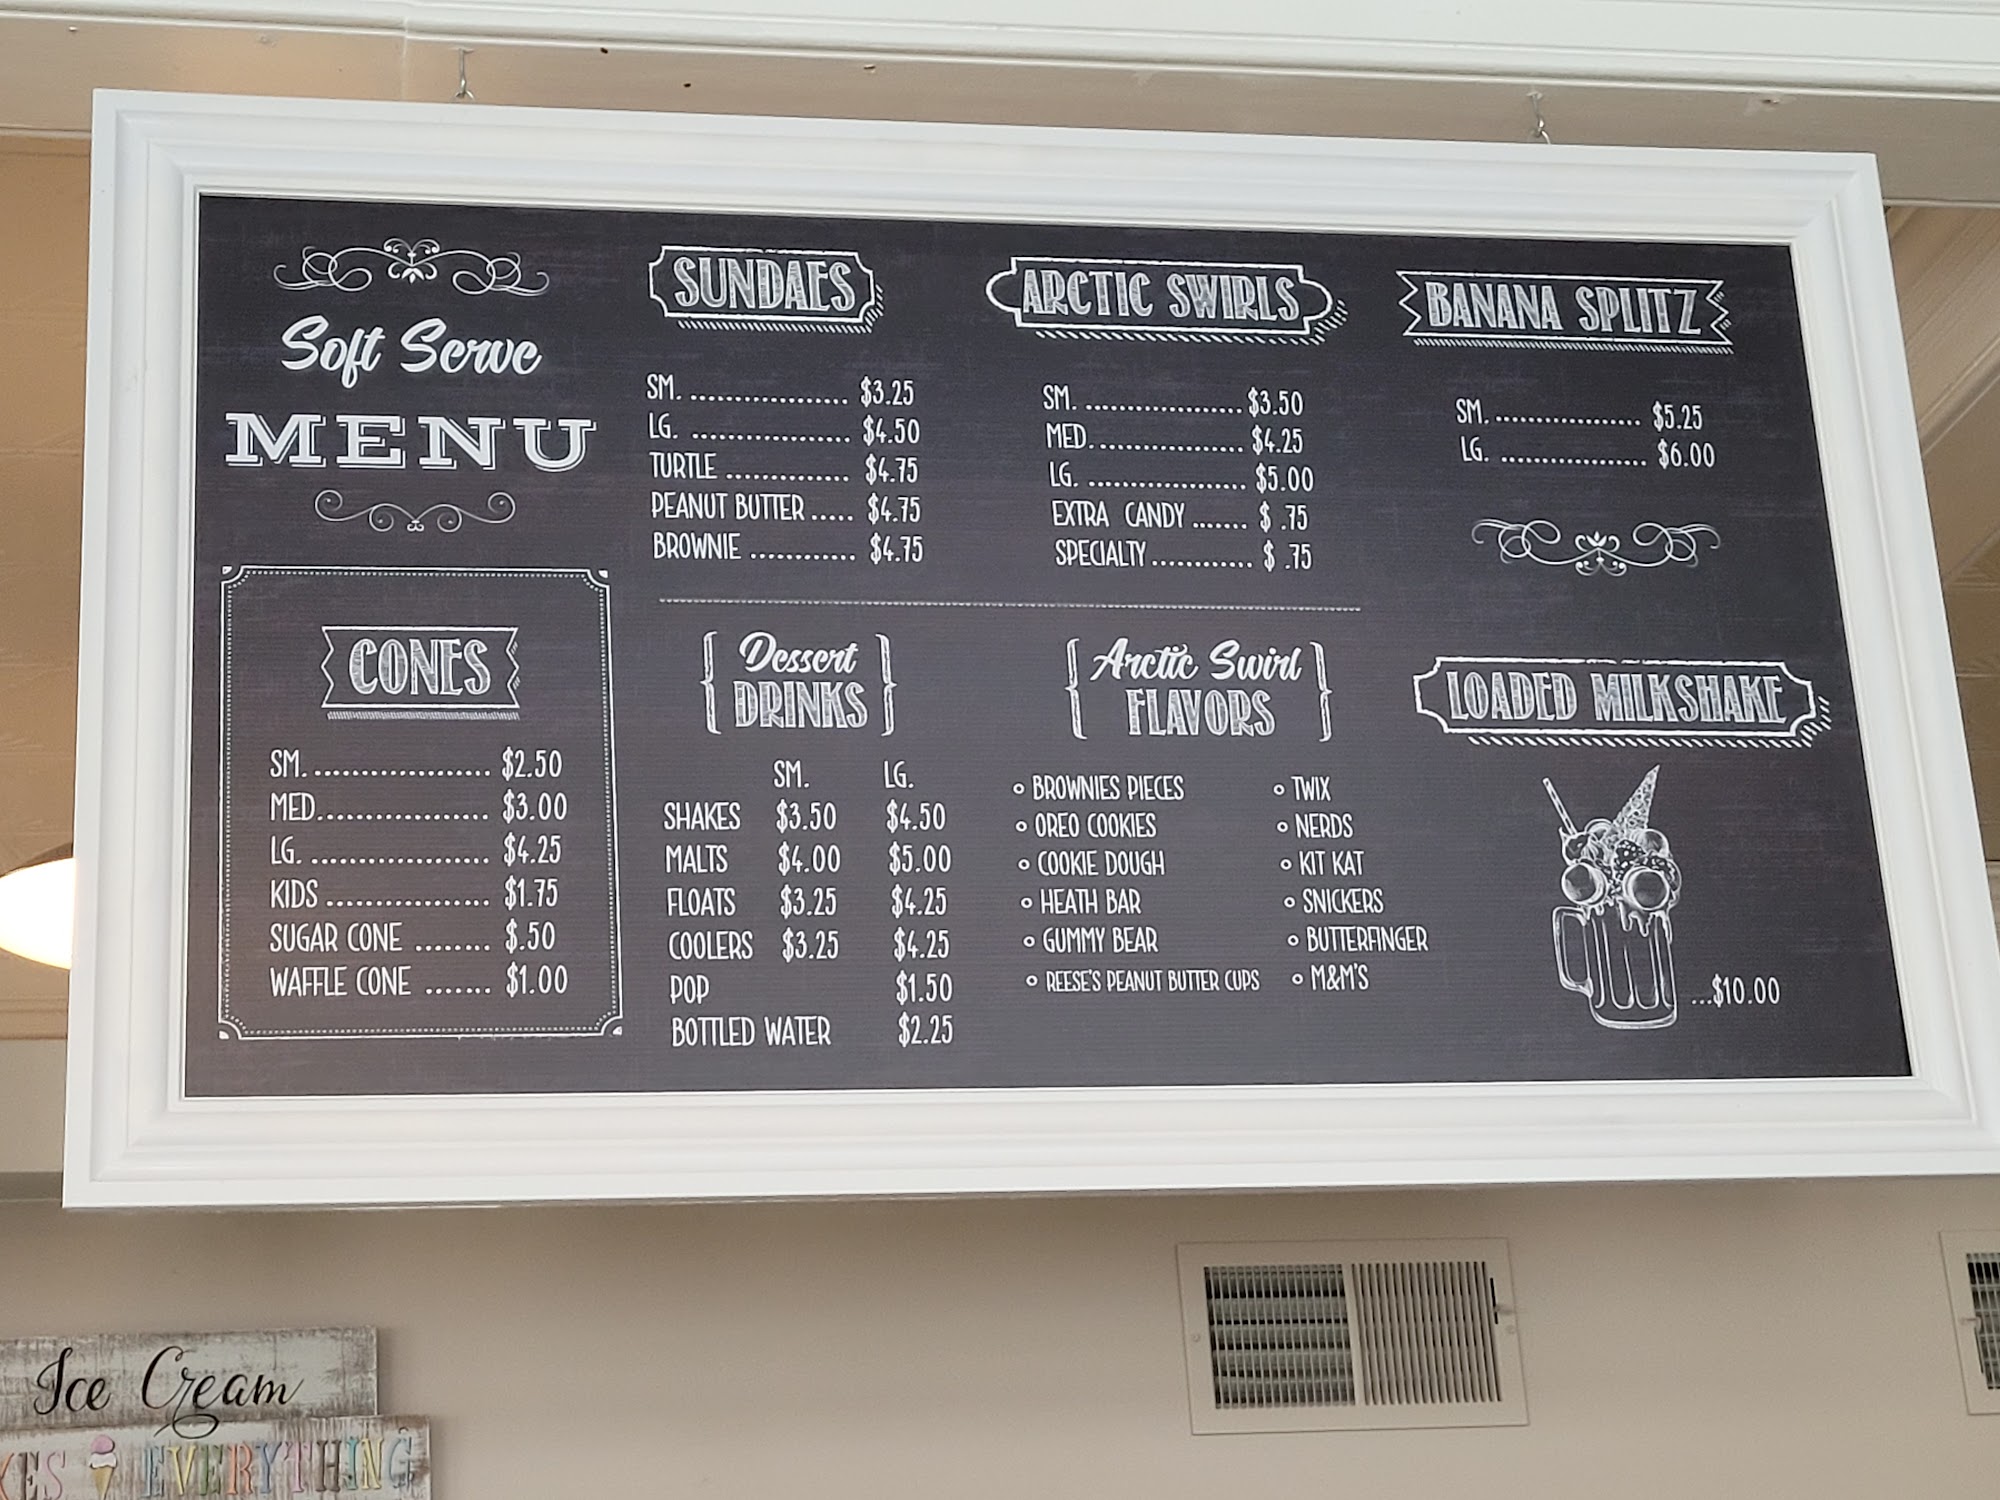 Soft Serve
MENU
CONES
SM. ................... $2.50
MED................... $3.00
LG. ................... $4.25
KIDS .................. $1.75
SUGAR CONE ........ $.50
WAFFLE CONE ....... $1.00
SUNDAES
SM. .................. $3.25
LG. .................. $4.50
TURTLE .............. $4.75
PEANUT BUTTER ..... $4.75
BROWNIE ............ $4.75
ARCTIC SWIRLS
SM. .................. $3.50
MED. ................ $4.25
LG. .................. $5.00
EXTRA CANDY ....... $ .75
SPECIALTY ............ $ .75
BANANA SPLITZ
SM. ................. $5.25
LG. ................. $6.00
Dessert
DRINKS
SM. LG.
SHAKES $3.50 $4.50
MALTS $4.00 $5.00
FLOATS $3.25 $4.25
COOLERS $3.25 $4.25
POP $1.50
BOTTLED WATER $2.25
Arctic Swirl
FLAVORS
○ BROWNIES PIECES
○ OREO COOKIES
○ COOKIE DOUGH
○ HEATH BAR
○ GUMMY BEAR
○ REESE'S PEANUT BUTTER CUPS
○ TWIX
○ NERDS
○ KIT KAT
○ SNICKERS
○ BUTTERFINGER
○ M&M'S
LOADED MILKSHAKE
...$10.00
Ice Cream
EVERYTHING